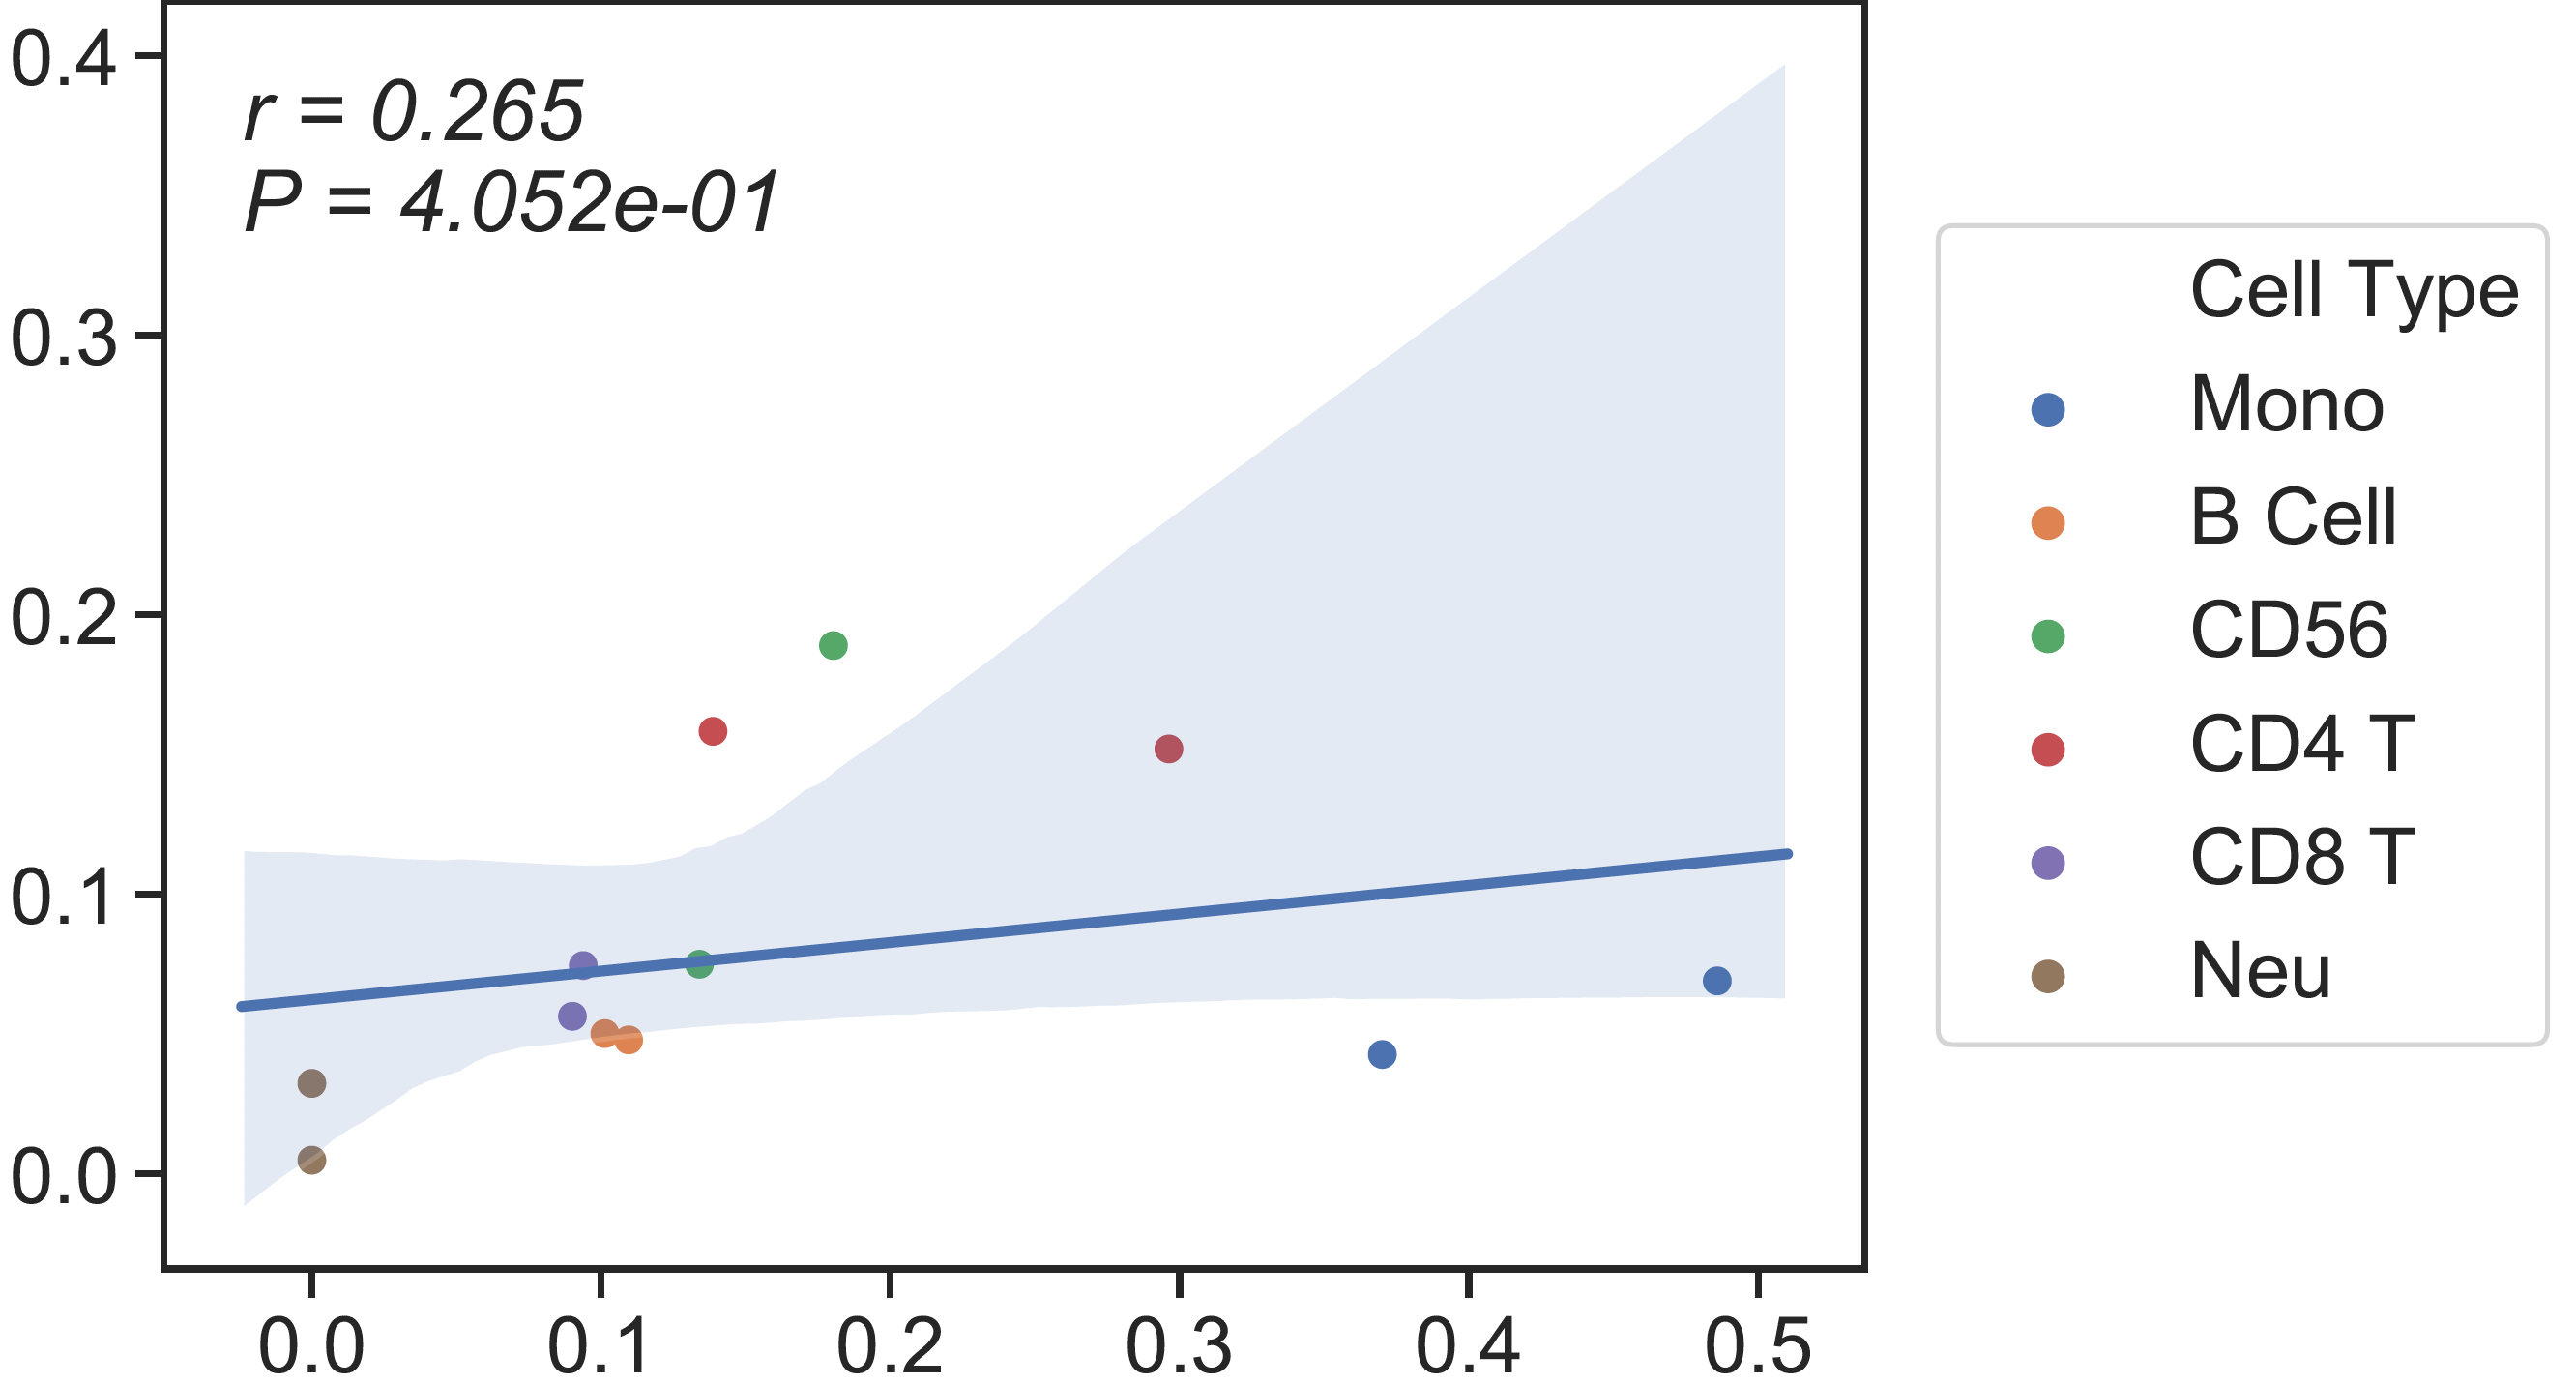 r = 0.265
P = 4.052e-01
0.4
0.3
0.2
0.1
0.0
0.0 0.1 0.2 0.3 0.4 0.5
Cell Type
Mono
B Cell
CD56
CD4 T
CD8 T
Neu